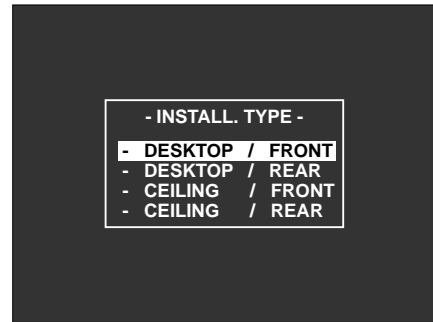 - INSTALL. TYPE -
- DESKTOP / FRONT
- DESKTOP / REAR
- CEILING / FRONT
- CEILING / REAR